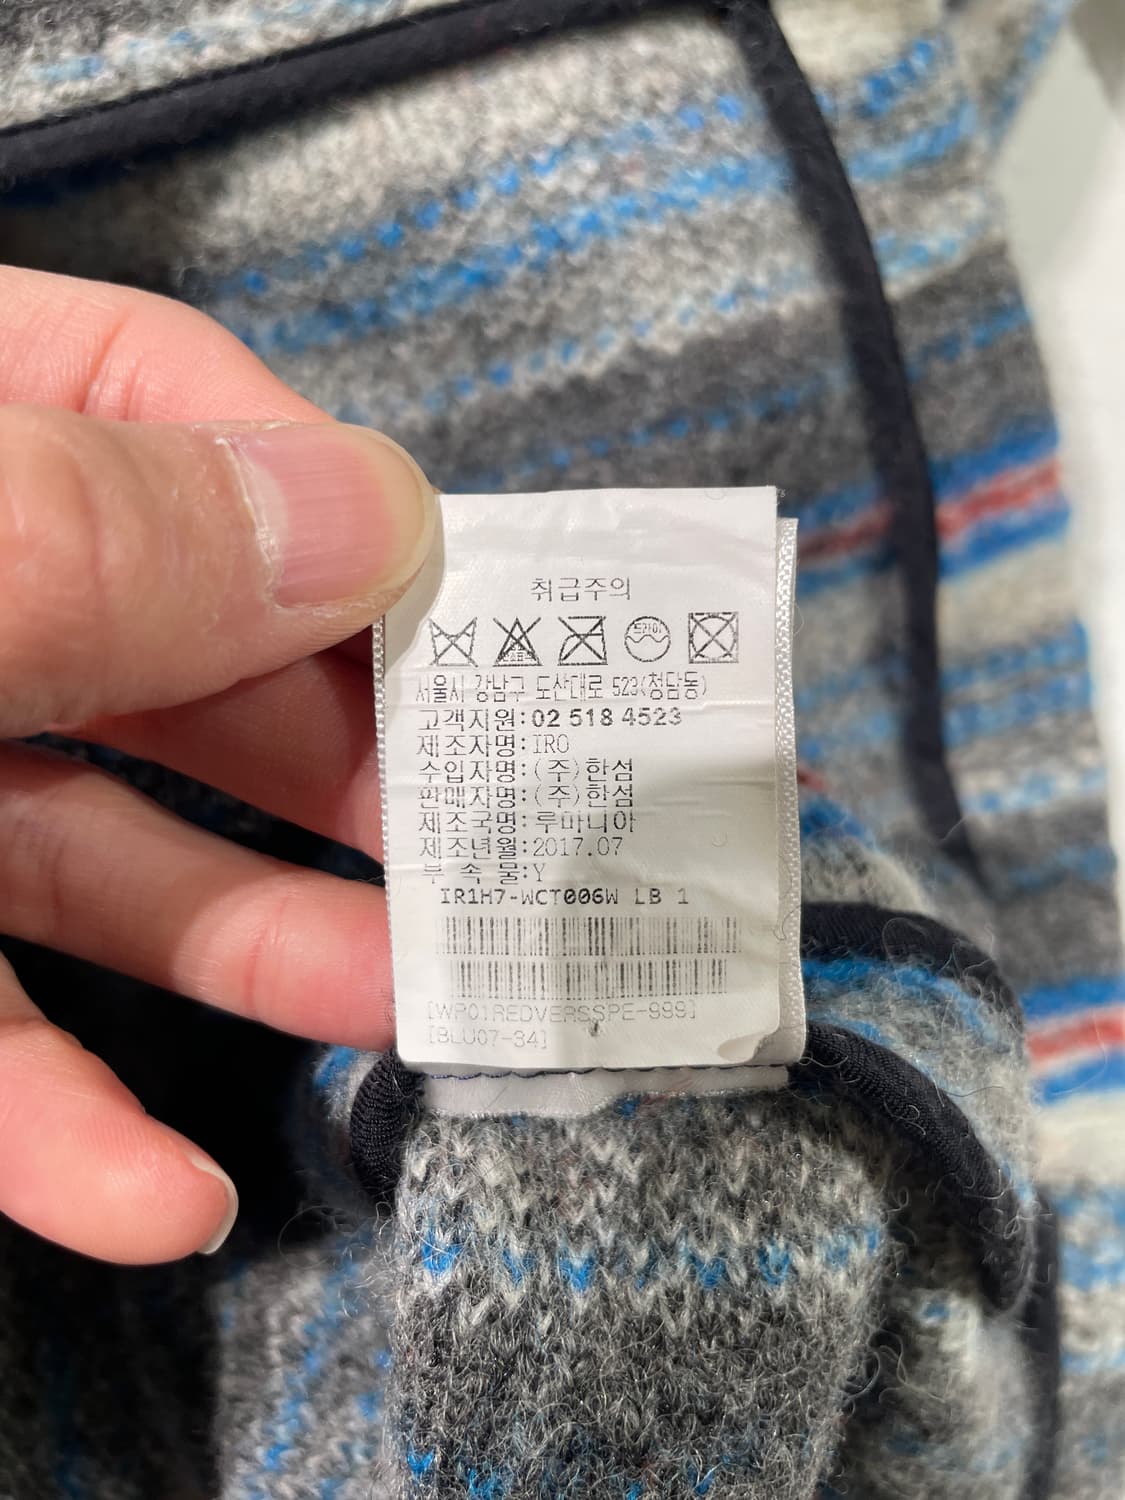 취급주의
드라이
서울시 강남구 도산대로 523(청담동)
고객지원:02 518 4523
제조자명:IRO
수입자명:(주)한섬
판매자명:(주)한섬
제조국명:루마니아
제조년월:2017.07
부 속 물:Y
IR1H7-WCT006W LB 1
[WP01REDVERSSPE-999]
[BLU07-34]